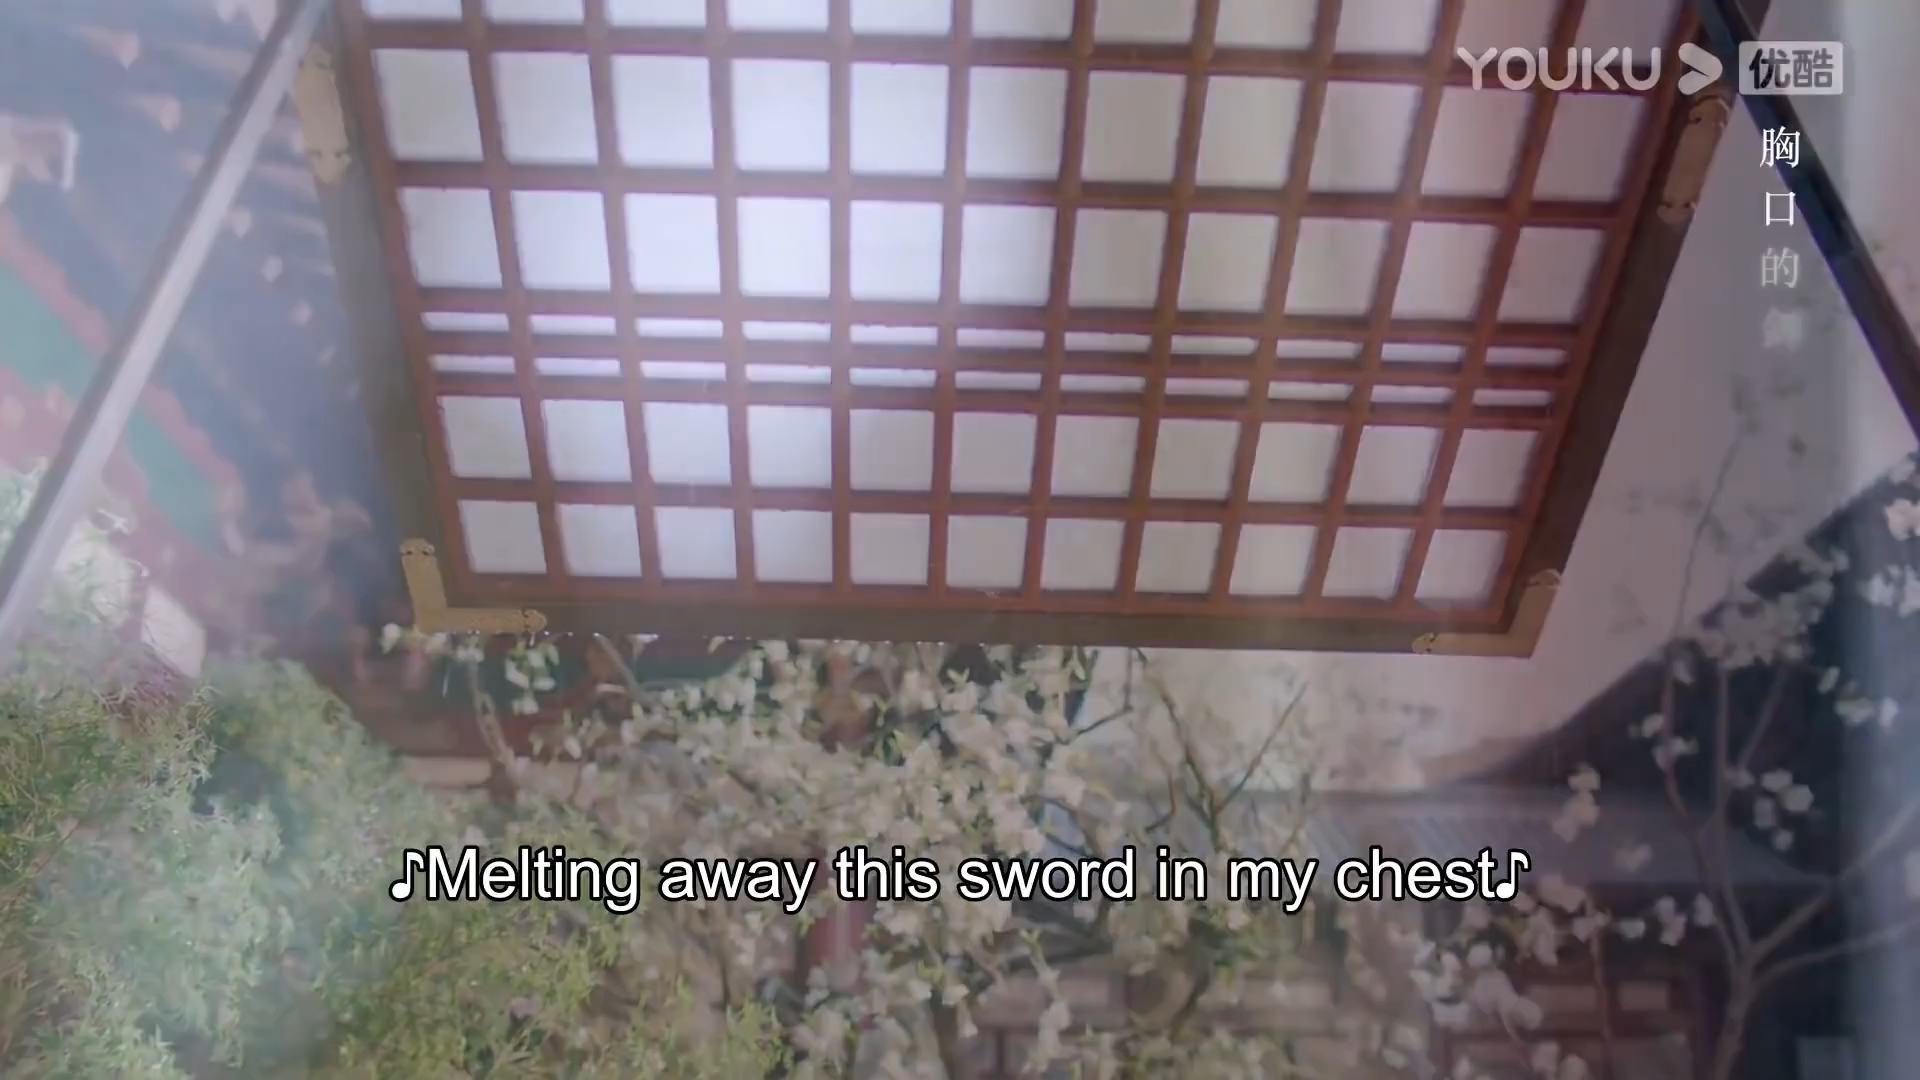 YOUKU 优酷
胸口的
♪Melting away this sword in my chest♪